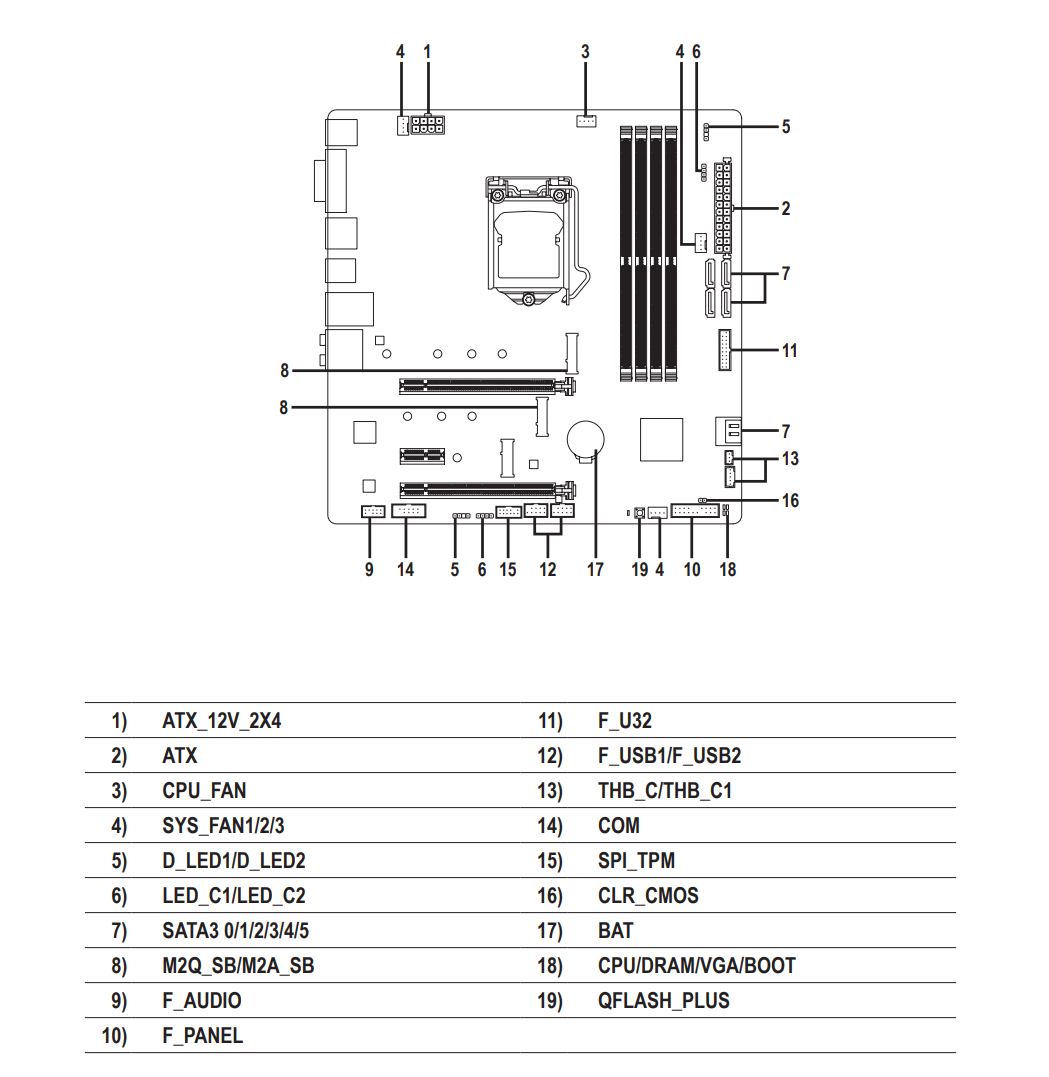 4 1 3 4 6
5
6
2
4
7
11
8
8
7
13
16
9 14 5 6 15 12 17 19 4 10 18
1) ATX_12V_2X4 11) F_U32
2) ATX 12) F_USB1/F_USB2
3) CPU_FAN 13) THB_C/THB_C1
4) SYS_FAN1/2/3 14) COM
5) D_LED1/D_LED2 15) SPI_TPM
6) LED_C1/LED_C2 16) CLR_CMOS
7) SATA3 0/1/2/3/4/5 17) BAT
8) M2Q_SB/M2A_SB 18) CPU/DRAM/VGA/BOOT
9) F_AUDIO 19) QFLASH_PLUS
10) F_PANEL